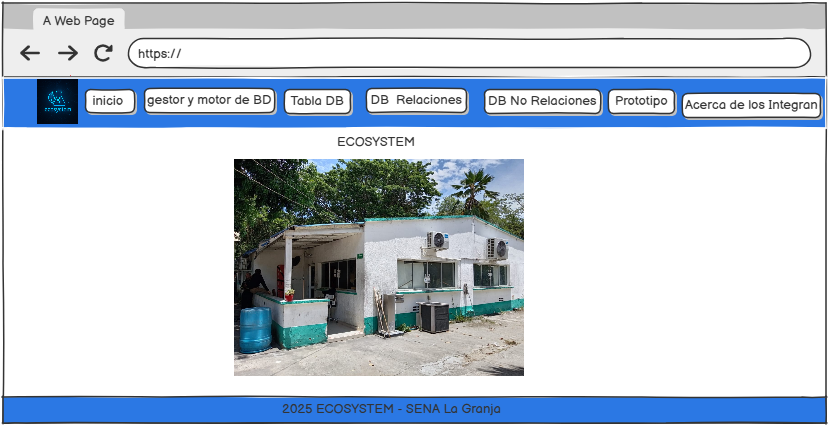 A Web Page
https://
ECOSYSTEM
inicio
gestor y motor de BD
Tabla DB
DB Relaciones
DB No Relaciones
Prototipo
Acerca de los Integran
ECOSYSTEM
2025 ECOSYSTEM - SENA La Granja